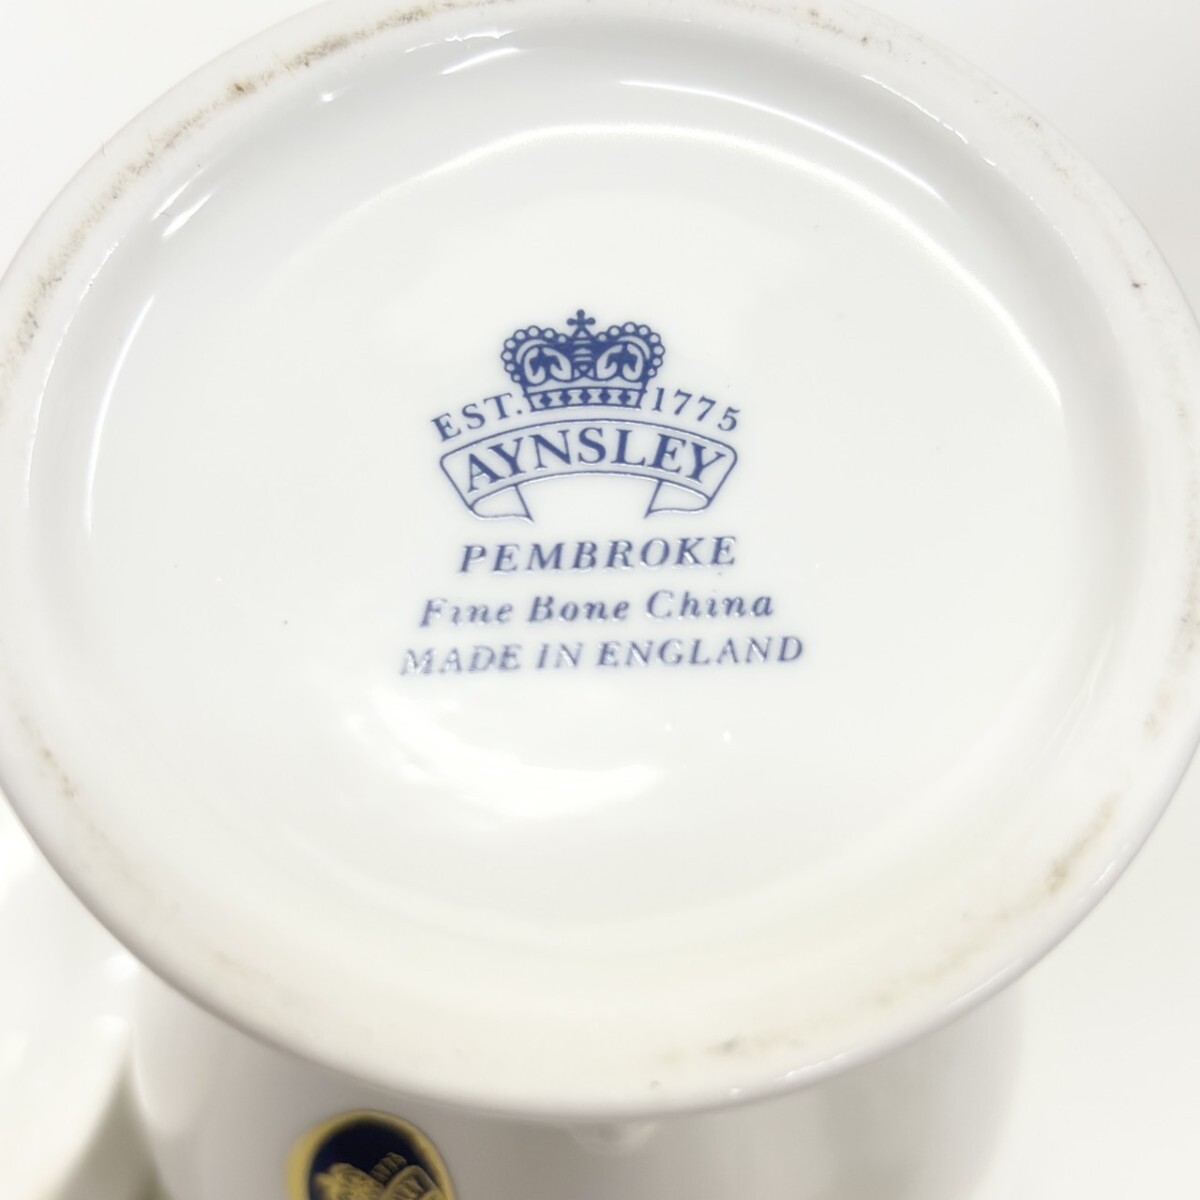 EST. 1775
AYNSLEY
PEMBROKE
Fine Bone China
MADE IN ENGLAND